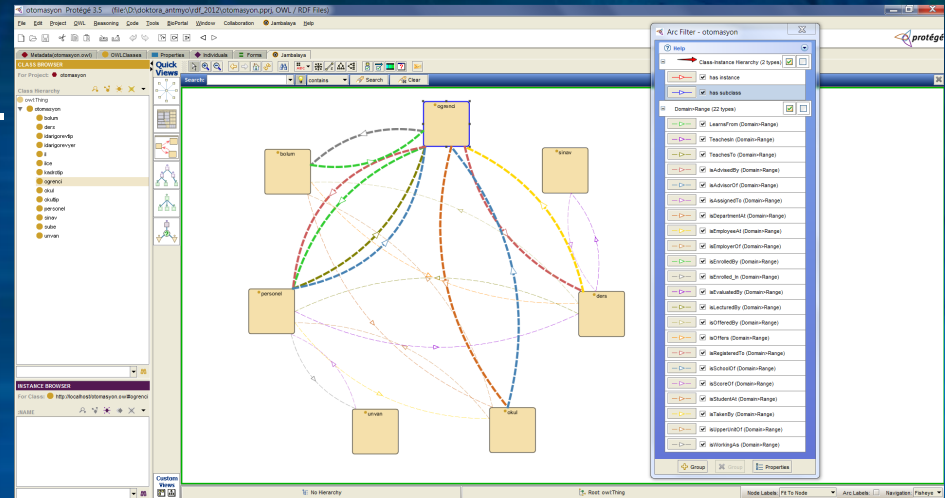 otomasyon Protégé 3.5 (file:\D:\doktora_antmyo\rdf_2012\otomasyon.pprj, OWL / RDF Files)
File Edit Project OWL Reasoning Code Tools BioPortal Window Collaboration Jambalaya Help
protégé
Metadata(otomasyon.owl) OWLClasses Properties Individuals Forms Jambalaya
CLASS BROWSER
For Project: otomasyon
Class Hierarchy
owl:Thing
otomasyon
bolum
ders
idarigorevtip
idarigorevyer
il
ilce
ogrenci
okul
okultip
personel
sinav
sube
unvan
INSTANCE BROWSER
For Class: http://localhost/otomasyon.owl#ogrenci
Quick
Views
Custom
Views
Search: contains Search Clear
ogrenci
bolum
sinav
personel
ders
unvan
okul
No Hierarchy
Root: owl:Thing
Node Labels: Fit To Node Arc Labels: Navigation: Fisheye
Arc Filter - otomasyon
Help
Class-Instance Hierarchy (2 types)
has instance
has subclass
Domain>Range (22 types)
LearnsFrom (Domain>Range)
TeachesIn (Domain>Range)
TeachesTo (Domain>Range)
isAdvisedBy (Domain>Range)
isAdvisorOf (Domain>Range)
isAssignedTo (Domain>Range)
isDepartmentAt (Domain>Range)
isEmployeeAt (Domain>Range)
isEmployerOf (Domain>Range)
isEnrolledBy (Domain>Range)
isEnrolled_In (Domain>Range)
isEvaluatedBy (Domain>Range)
isLecturedBy (Domain>Range)
isOfferedBy (Domain>Range)
isOffers (Domain>Range)
isRegisteredTo (Domain>Range)
isSchoolOf (Domain>Range)
isScoreOf (Domain>Range)
isStudentAt (Domain>Range)
isTakenBy (Domain>Range)
isUpperUnitOf (Domain>Range)
isWorkingAs (Domain>Range)
Group Group Properties